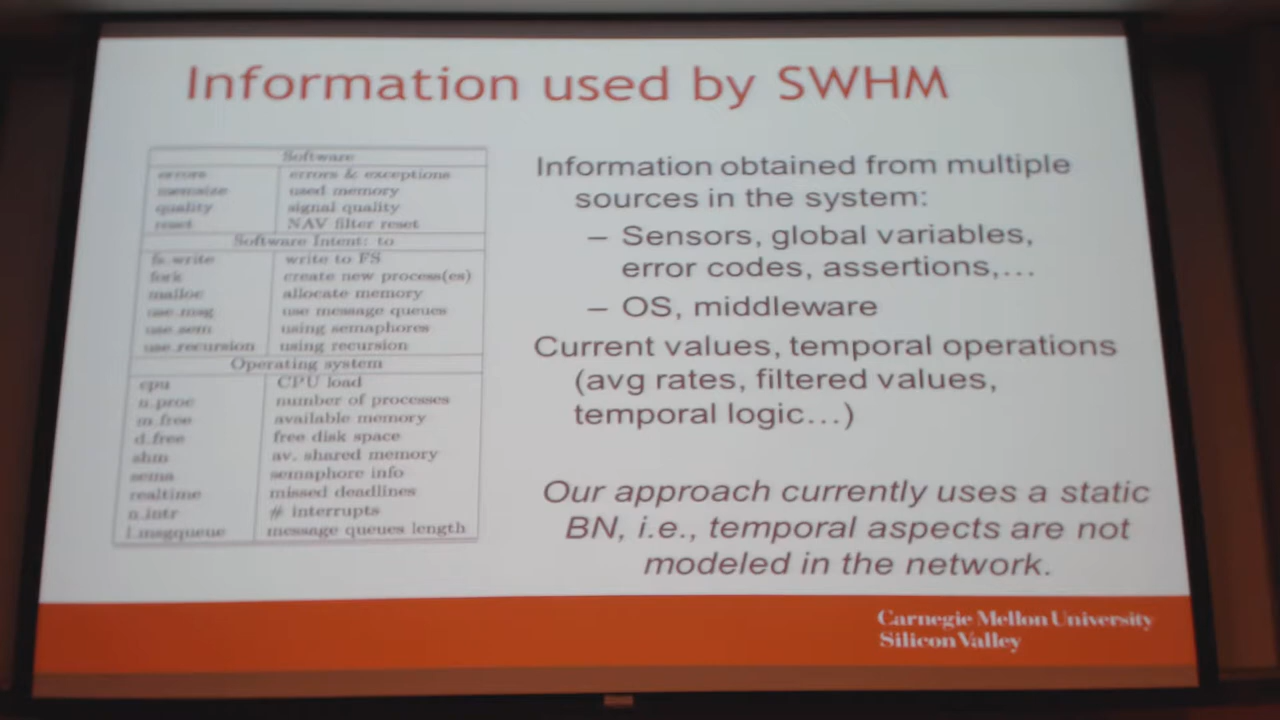 Information used by SWHM
Software
errors errors & exceptions
memsize used memory
quality signal quality
reset NAV filter reset
Software Intent: to
fs_write write to FS
fork create new process(es)
malloc allocate memory
use_msg use message queues
use_sem using semaphores
use_recursion using recursion
Operating system
cpu CPU load
n_proc number of processes
m_free available memory
d_free free disk space
shm av. shared memory
sema semaphore info
realtime missed deadlines
n_intr # interrupts
l_msgqueue message queues length
Information obtained from multiple
sources in the system:
– Sensors, global variables,
error codes, assertions,…
– OS, middleware
Current values, temporal operations
(avg rates, filtered values,
temporal logic…)
Our approach currently uses a static
BN, i.e., temporal aspects are not
modeled in the network.
Carnegie Mellon University
Silicon Valley